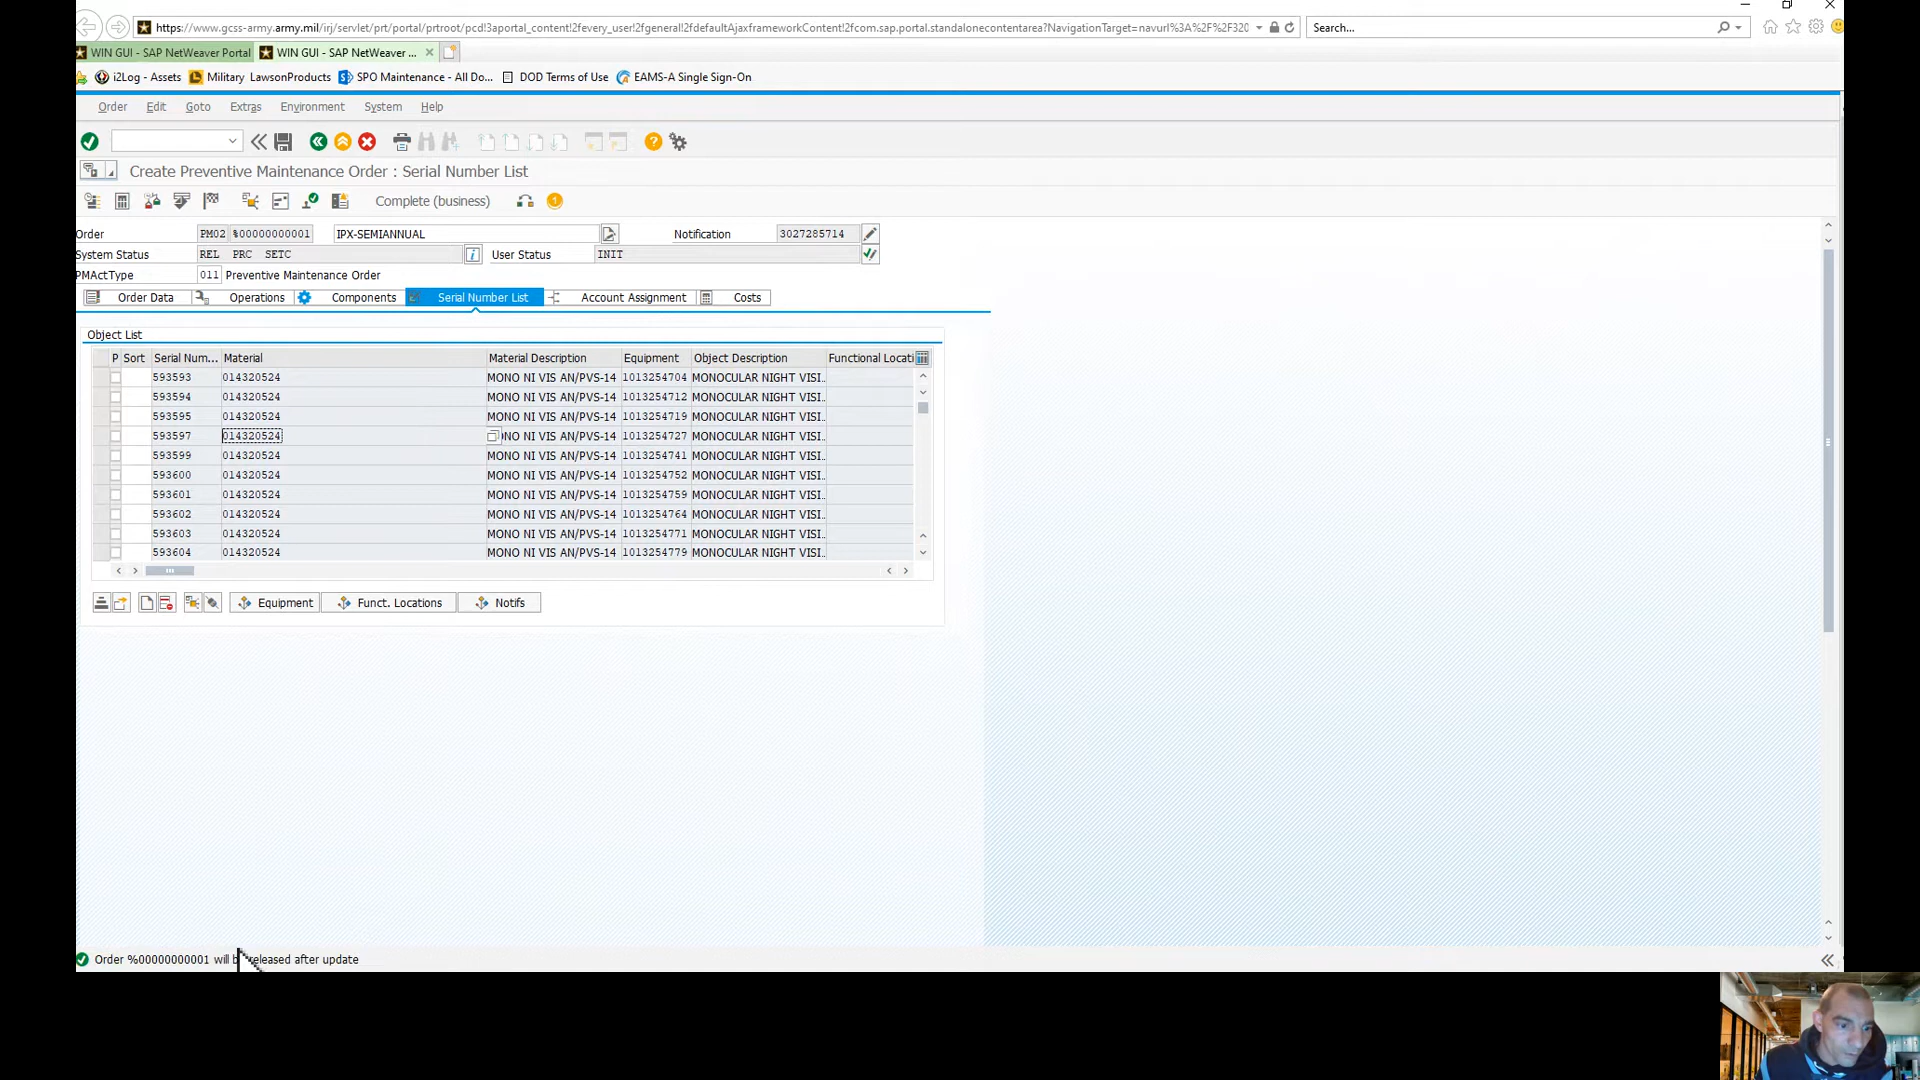 https://www.gcss-army.army.mil/irj/servlet/prt/portal/prtroot/pcd!3aportal_content!2fevery_user!2fgeneral!2fdefaultAjaxframeworkContent!2fcom.sap.portal.standalonecontentarea?NavigationTarget=navurl%3A%2F%2F320 Search...
WIN GUI - SAP NetWeaver Portal WIN GUI - SAP NetWeaver ...
i2Log - Assets Military LawsonProducts SPO Maintenance - All Do... DOD Terms of Use EAMS-A Single Sign-On
Order Edit Goto Extras Environment System Help
Create Preventive Maintenance Order : Serial Number List
Complete (business) 1
Order PM02 %00000000001 IPX-SEMIANNUAL Notification 3027285714
System Status REL PRC SETC User Status INIT
PMActType 011 Preventive Maintenance Order
Order Data Operations Components Serial Number List Account Assignment Costs
Object List
P Sort Serial Num... Material Material Description Equipment Object Description Functional Locati
593593 014320524 MONO NI VIS AN/PVS-14 1013254704 MONOCULAR NIGHT VISI..
593594 014320524 MONO NI VIS AN/PVS-14 1013254712 MONOCULAR NIGHT VISI..
593595 014320524 MONO NI VIS AN/PVS-14 1013254719 MONOCULAR NIGHT VISI..
593597 014320524 NO NI VIS AN/PVS-14 1013254727 MONOCULAR NIGHT VISI..
593599 014320524 MONO NI VIS AN/PVS-14 1013254741 MONOCULAR NIGHT VISI..
593600 014320524 MONO NI VIS AN/PVS-14 1013254752 MONOCULAR NIGHT VISI..
593601 014320524 MONO NI VIS AN/PVS-14 1013254759 MONOCULAR NIGHT VISI..
593602 014320524 MONO NI VIS AN/PVS-14 1013254764 MONOCULAR NIGHT VISI..
593603 014320524 MONO NI VIS AN/PVS-14 1013254771 MONOCULAR NIGHT VISI..
593604 014320524 MONO NI VIS AN/PVS-14 1013254779 MONOCULAR NIGHT VISI..
Equipment Funct. Locations Notifs
Order %00000000001 will be released after update